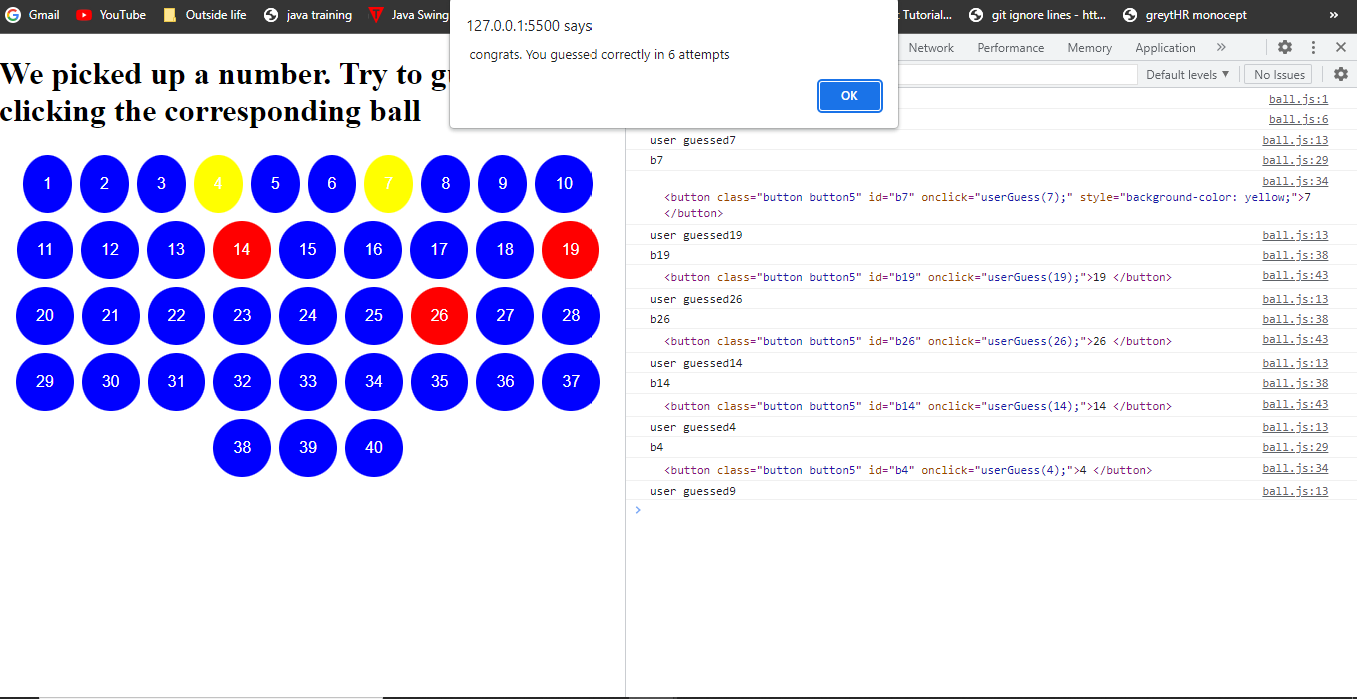 Gmail YouTube Outside life java training Java Swing Tutorial... git ignore lines - htt... greytHR monocept »
127.0.0.1:5500 says
congrats. You guessed correctly in 6 attempts
OK
Network Performance Memory Application »
Default levels ▼ No Issues
We picked up a number. Try to
clicking the corresponding ball
1 2 3 4 5 6 7 8 9 10
11 12 13 14 15 16 17 18 19
20 21 22 23 24 25 26 27 28
29 30 31 32 33 34 35 36 37
38 39 40
ball.js:1
ball.js:6
user guessed7 ball.js:13
b7 ball.js:29
ball.js:34
<button class="button button5" id="b7" onclick="userGuess(7);" style="background-color: yellow;">7
</button>
user guessed19 ball.js:13
b19 ball.js:38
<button class="button button5" id="b19" onclick="userGuess(19);">19 </button> ball.js:43
user guessed26 ball.js:13
b26 ball.js:38
<button class="button button5" id="b26" onclick="userGuess(26);">26 </button> ball.js:43
user guessed14 ball.js:13
b14 ball.js:38
<button class="button button5" id="b14" onclick="userGuess(14);">14 </button> ball.js:43
user guessed4 ball.js:13
b4 ball.js:29
<button class="button button5" id="b4" onclick="userGuess(4);">4 </button> ball.js:34
user guessed9 ball.js:13